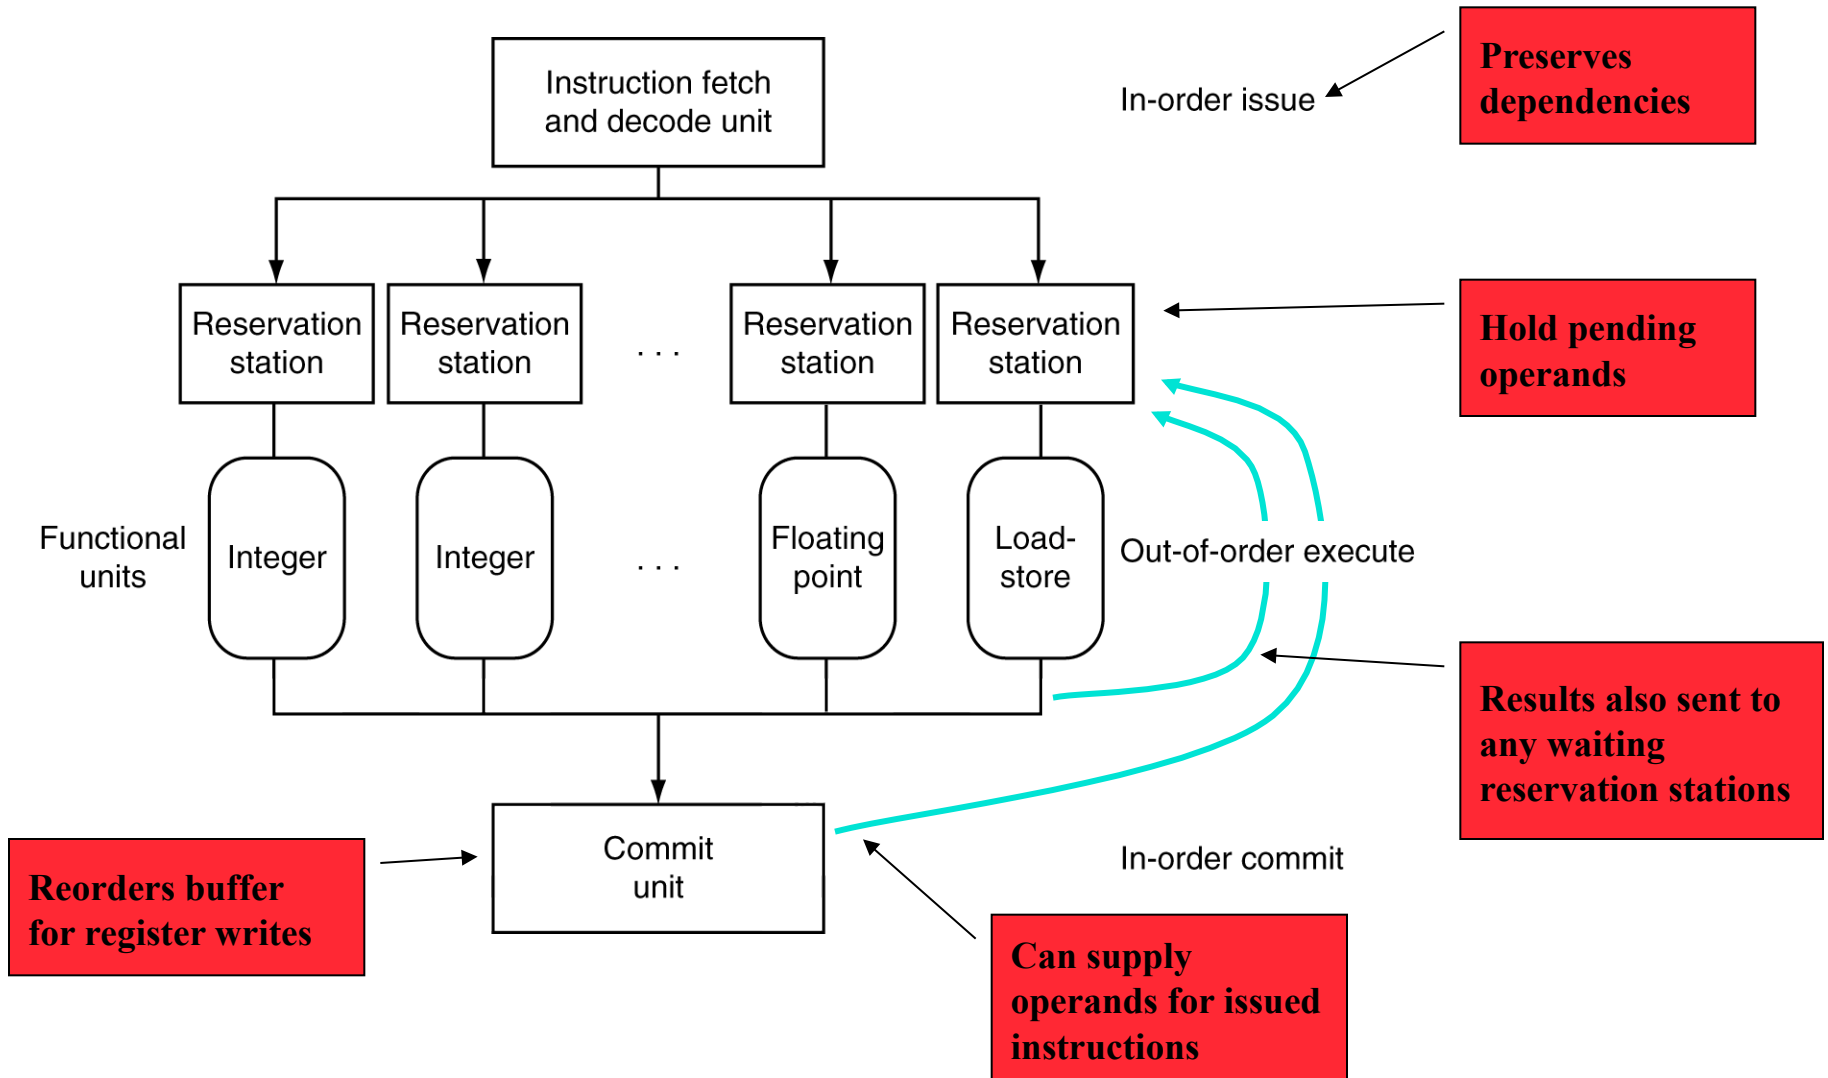 Instruction fetch
and decode unit
In-order issue
Preserves
dependencies
Reservation
station
Reservation
station
. . .
Reservation
station
Reservation
station
Hold pending
operands
Functional
units
Integer
Integer
. . .
Floating
point
Load-
store
Out-of-order execute
Results also sent to
any waiting
reservation stations
Commit
unit
In-order commit
Reorders buffer
for register writes
Can supply
operands for issued
instructions